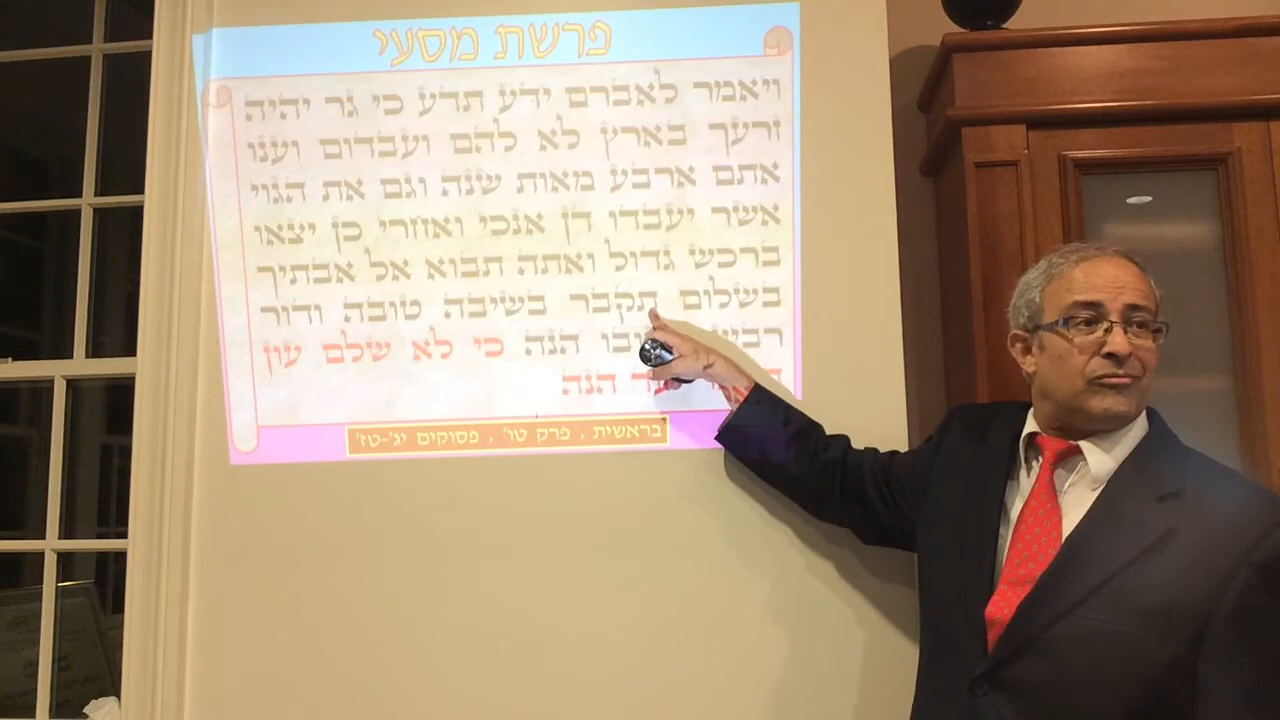 פרשת מסעי
ויאמר לאברם ידע תדע כי גר יהיה
זרעך בארץ לא להם ועבדום וענו
אתם ארבע מאות שנה וגם את הגוי
אשר יעבדו דן אנכי ואחרי כן יצאו
ברכש גדול ואתה תבוא אל אבתיך
בשלום תקבר בשיבה טובה ודור
הנה כי לא שלם עון
הנה
בראשית , פרק טו' , פסוקים יג'-טז'